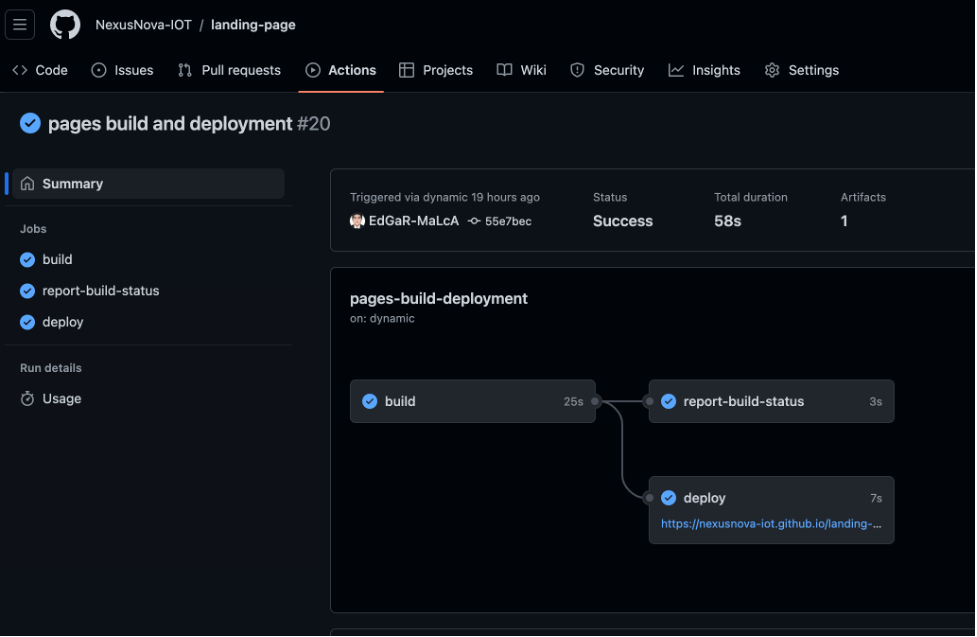 NexusNova-IOT / landing-page
Code Issues Pull requests Actions Projects Wiki Security Insights Settings
pages build and deployment #20
Summary
Jobs
build
report-build-status
deploy
Run details
Usage
Triggered via dynamic 19 hours ago
EdGaR-MaLcA 55e7bec
Status
Success
Total duration
58s
Artifacts
1
pages-build-deployment
on: dynamic
build 25s
report-build-status 3s
deploy 7s
https://nexusnova-iot.github.io/landing-...